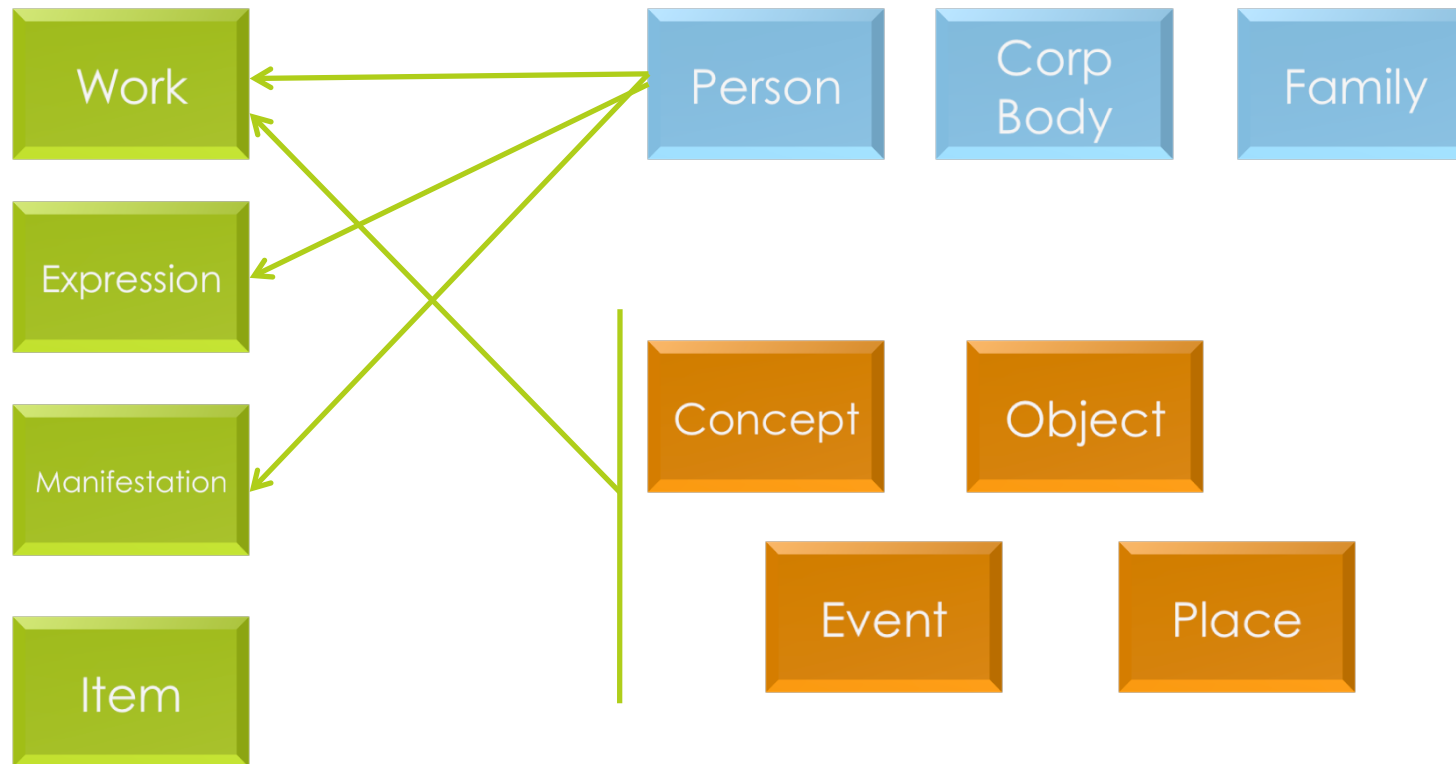 Work
Person
Corp
Body
Family
Expression
Concept
Object
Manifestation
Event
Place
Item